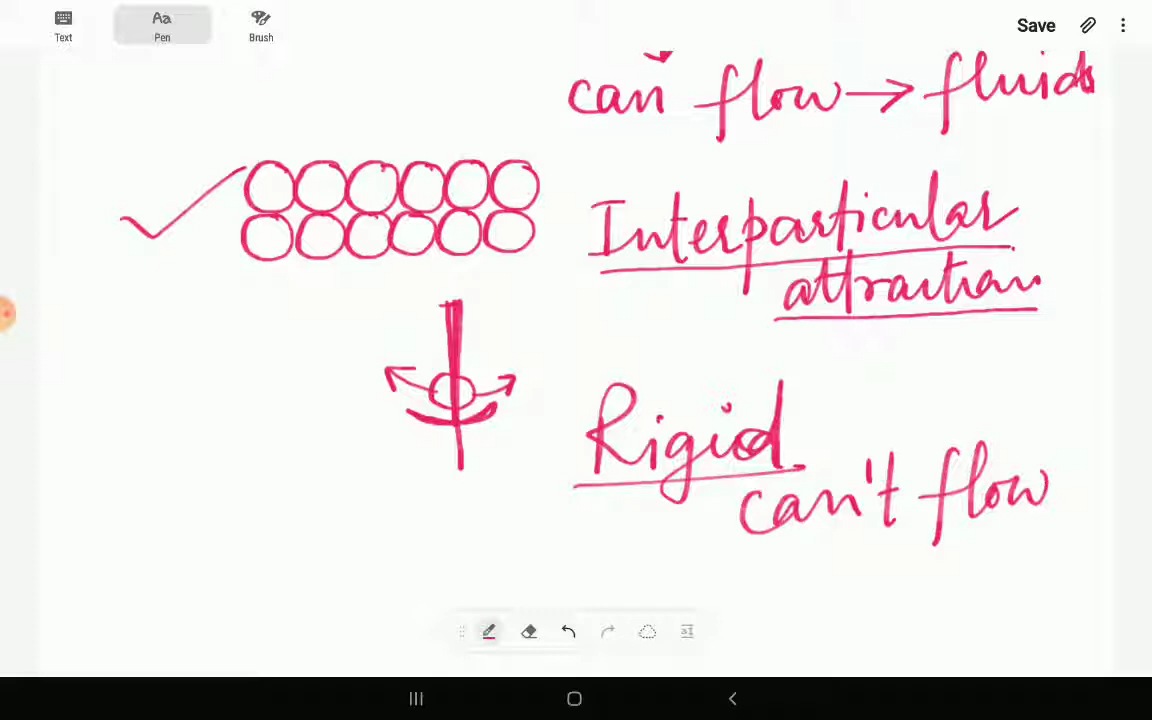 Text
Pen
Brush
Save
can flow → fluids
Interparticular
attraction
Rigid
can't flow